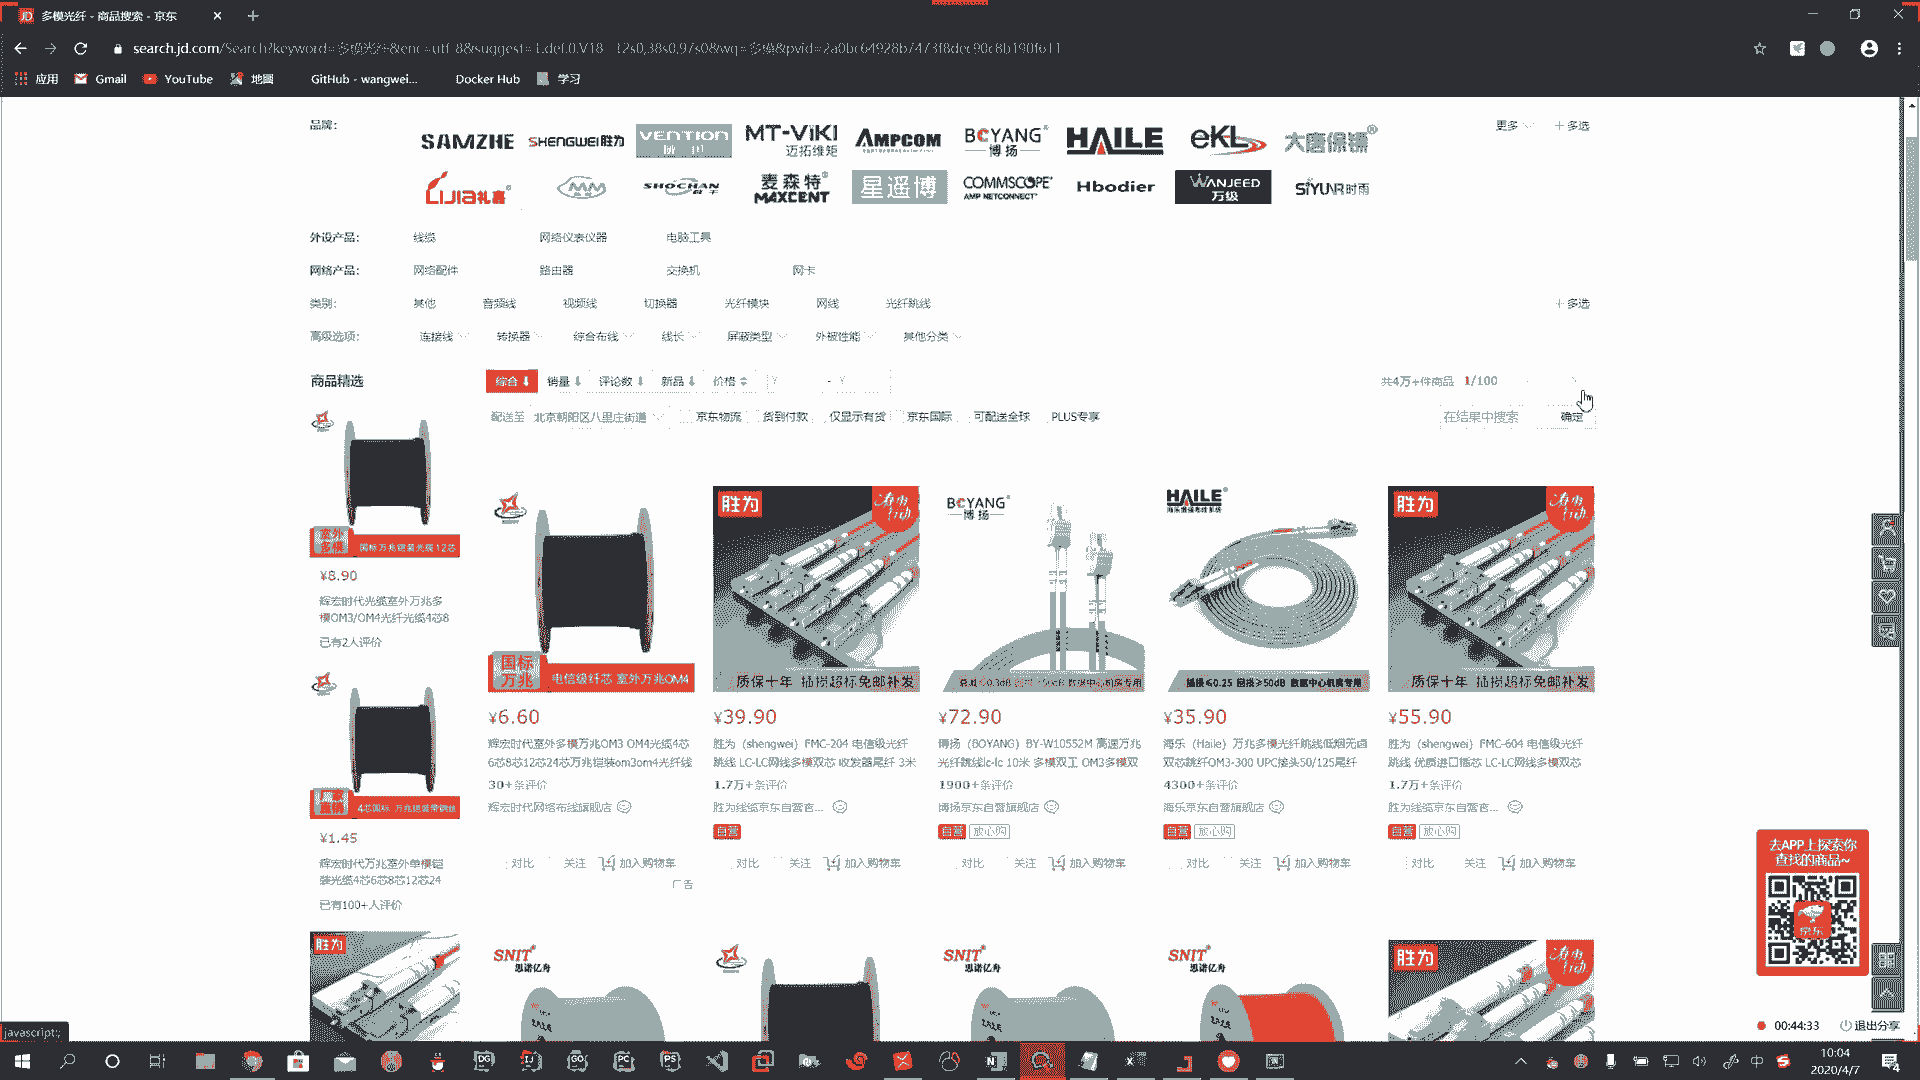 多模光纤 - 商品搜索 - 京东
应用 Gmail YouTube 地圖 GitHub - wangwei... Docker Hub 学习
品牌:
SAMZHE SHENGWEI胜为 VENTION MT-VIKI 迈拓维矩 AMPCOM BOYANG 博扬 HAILE eKL 大唐保镖
更多 多选
LIJIA礼嘉 SHOCHAN 麦森特 MAXCENT 星遥博 COMMSCOPE AMP NETCONNECT Hbodier WANJEED 万级 SIYUR时雨
外设产品: 线缆 网络仪表仪器 电脑工具
网络产品: 网络配件 路由器 交换机 网卡
类别: 其他 音频线 视频线 切换器 光纤模块 网线 光纤跳线 多选
高级选项: 连接线 转换器 综合布线 线长 屏蔽类型 外被性能 其他分类
商品精选
综合 销量 评论数 新品 价格 ¥ - ¥ 共4万+件商品 1/100
配送至 北京朝阳区八里庄街道 京东物流 货到付款 仅显示有货 京东国际 可配送全球 PLUS专享 在结果中搜索 确定
室外多模 国标万兆铠装光缆12芯
¥8.90
辉宏时代光缆室外万兆多
模OM3/OM4光纤光缆4芯8
已有2人评价
¥1.45
辉宏时代万兆室外单模铠
装光缆4芯6芯8芯12芯24
已有100+人评价
胜为
国标万兆 电信级纤芯 室外万兆OM4
¥6.60
辉宏时代室外多模万兆OM3 OM4光缆4芯
6芯8芯12芯24芯万兆铠装om3om4光纤线
30+条评价
辉宏时代网络布线旗舰店
对比 关注 加入购物车
广告
胜为
质保十年 插损超标免邮补发
¥39.90
胜为（shengwei）FMC-204 电信级光纤
跳线 LC-LC网线多模双芯 收发器尾纤 3米
1.7万+条评价
胜为线缆京东自营官...
自营
对比 关注 加入购物车
BOYANG 博扬
¥72.90
博扬（BOYANG）BY-W10552M 高速万兆
光纤跳线lc-lc 10米 多模双工 OM3多模双
1900+条评价
博扬京东自营旗舰店
自营 放心购
对比 关注 加入购物车
HAILE
插损≤0.25 回损≥50dB 数据中心机房专用
¥35.90
海乐（Haile）万兆多模光纤跳线低烟无卤
双芯跳纤OM3-300 UPC接头50/125尾纤
4300+条评价
海乐京东自营旗舰店
自营 放心购
对比 关注 加入购物车
胜为
质保十年 插损超标免邮补发
¥55.90
胜为（shengwei）FMC-604 电信级光纤
跳线 优质进口插芯 LC-LC网线多模双芯
1.7万+条评价
胜为线缆京东自营官...
自营 放心购
对比 关注 加入购物车
SNIT 思诺亿舟
SNIT 思诺亿舟
SNIT 思诺亿舟
胜为
去APP上探索你
查找的商品~
京东
javascript:;
00:44:33 退出分享
中
10:04
2020/4/7